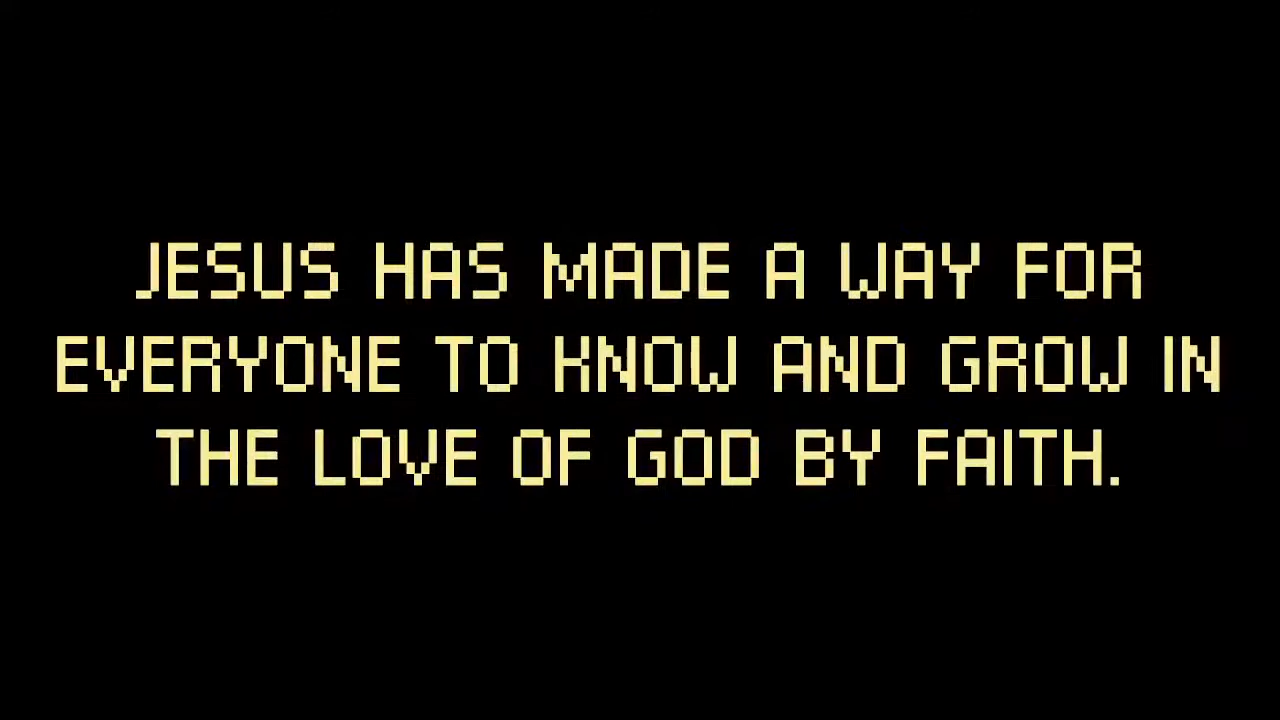 JESUS HAS MADE A WAY FOR
EVERYONE TO KNOW AND GROW IN
THE LOVE OF GOD BY FAITH.